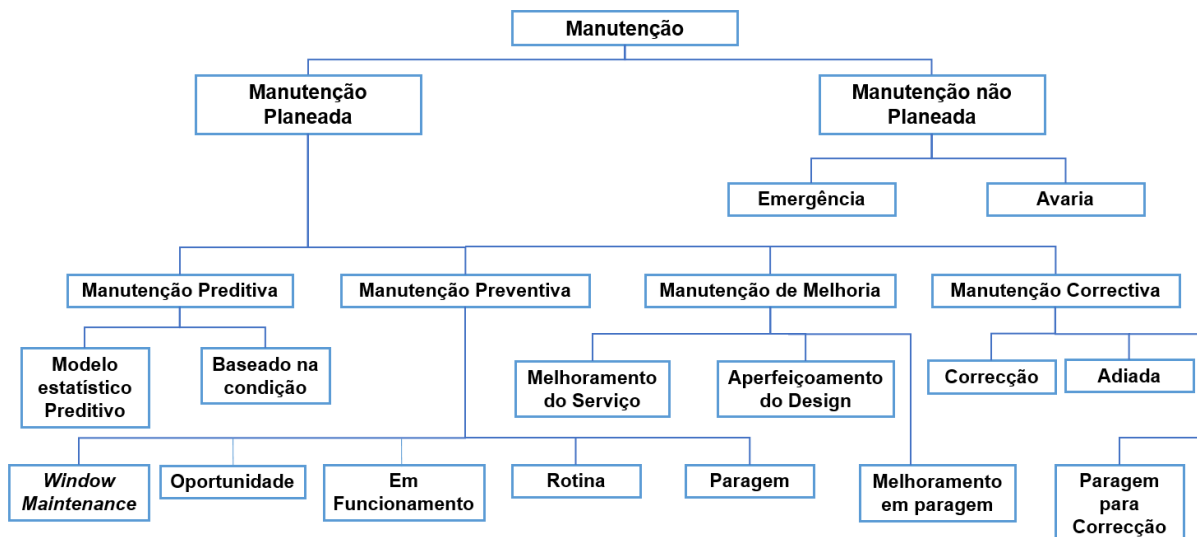 Manutenção
Manutenção
Planeada
Manutenção não
Planeada
Emergência
Avaria
Manutenção Preditiva
Manutenção Preventiva
Manutenção de Melhoria
Manutenção Correctiva
Modelo
estatístico
Preditivo
Baseado na
condição
Melhoramento
do Serviço
Aperfeiçoamento
do Design
Correcção
Adiada
Window
Maintenance
Oportunidade
Em
Funcionamento
Rotina
Paragem
Melhoramento
em paragem
Paragem
para
Correcção